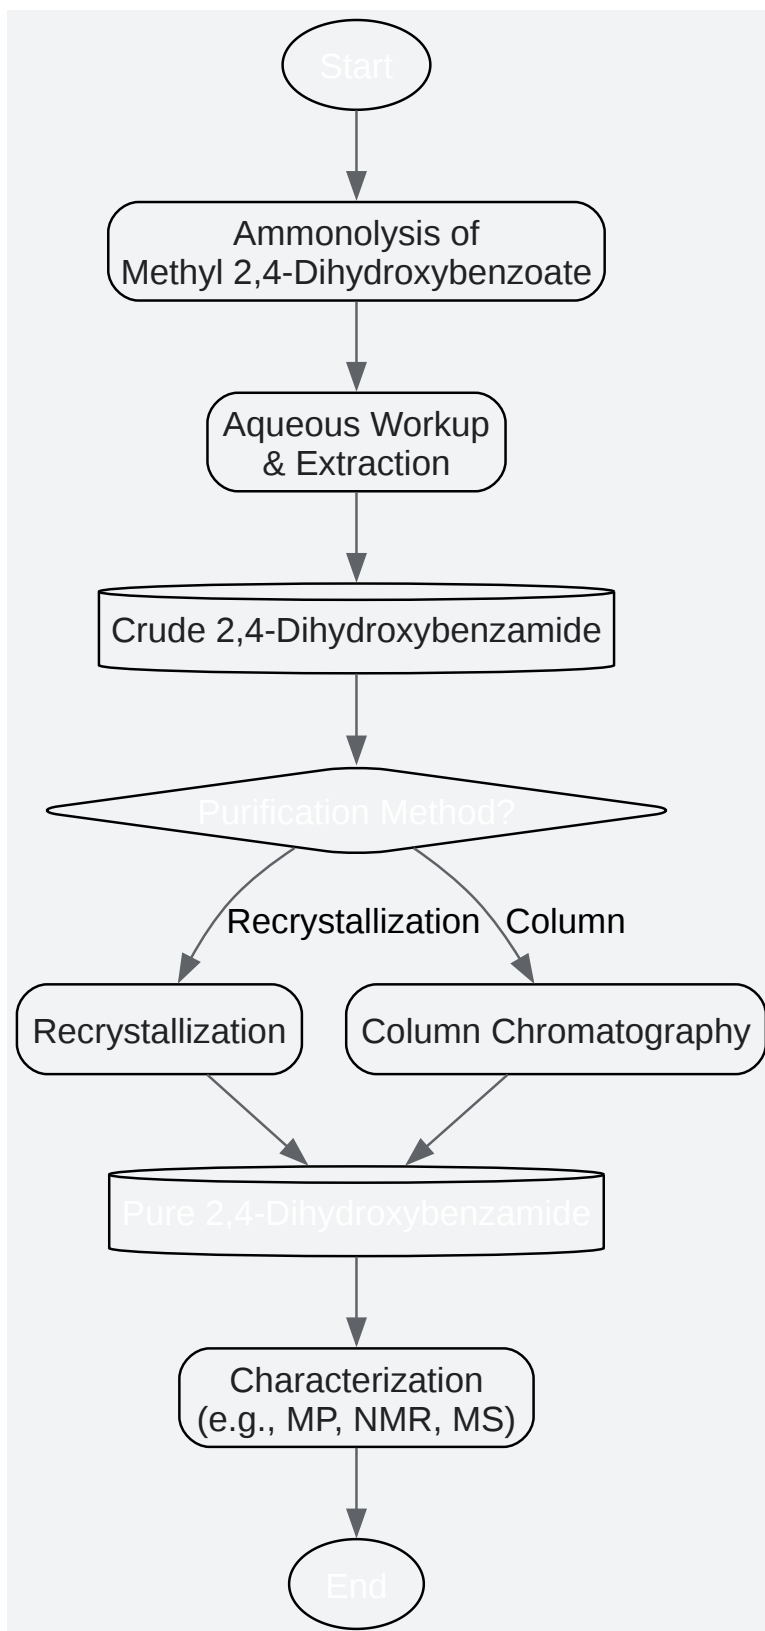 Start
Ammonolysis of
Methyl 2,4-Dihydroxybenzoate
Aqueous Workup
& Extraction
Crude 2,4-Dihydroxybenzamide
Purification Method?
Recrystallization
Column
Recrystallization
Column Chromatography
Pure 2,4-Dihydroxybenzamide
Characterization
(e.g., MP, NMR, MS)
End